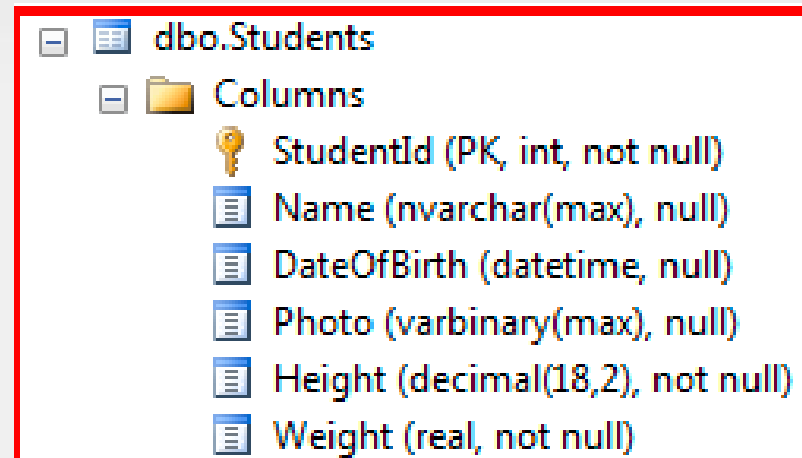 dbo.Students
Columns
StudentId (PK, int, not null)
Name (nvarchar(max), null)
DateOfBirth (datetime, null)
Photo (varbinary(max), null)
Height (decimal(18,2), not null)
Weight (real, not null)